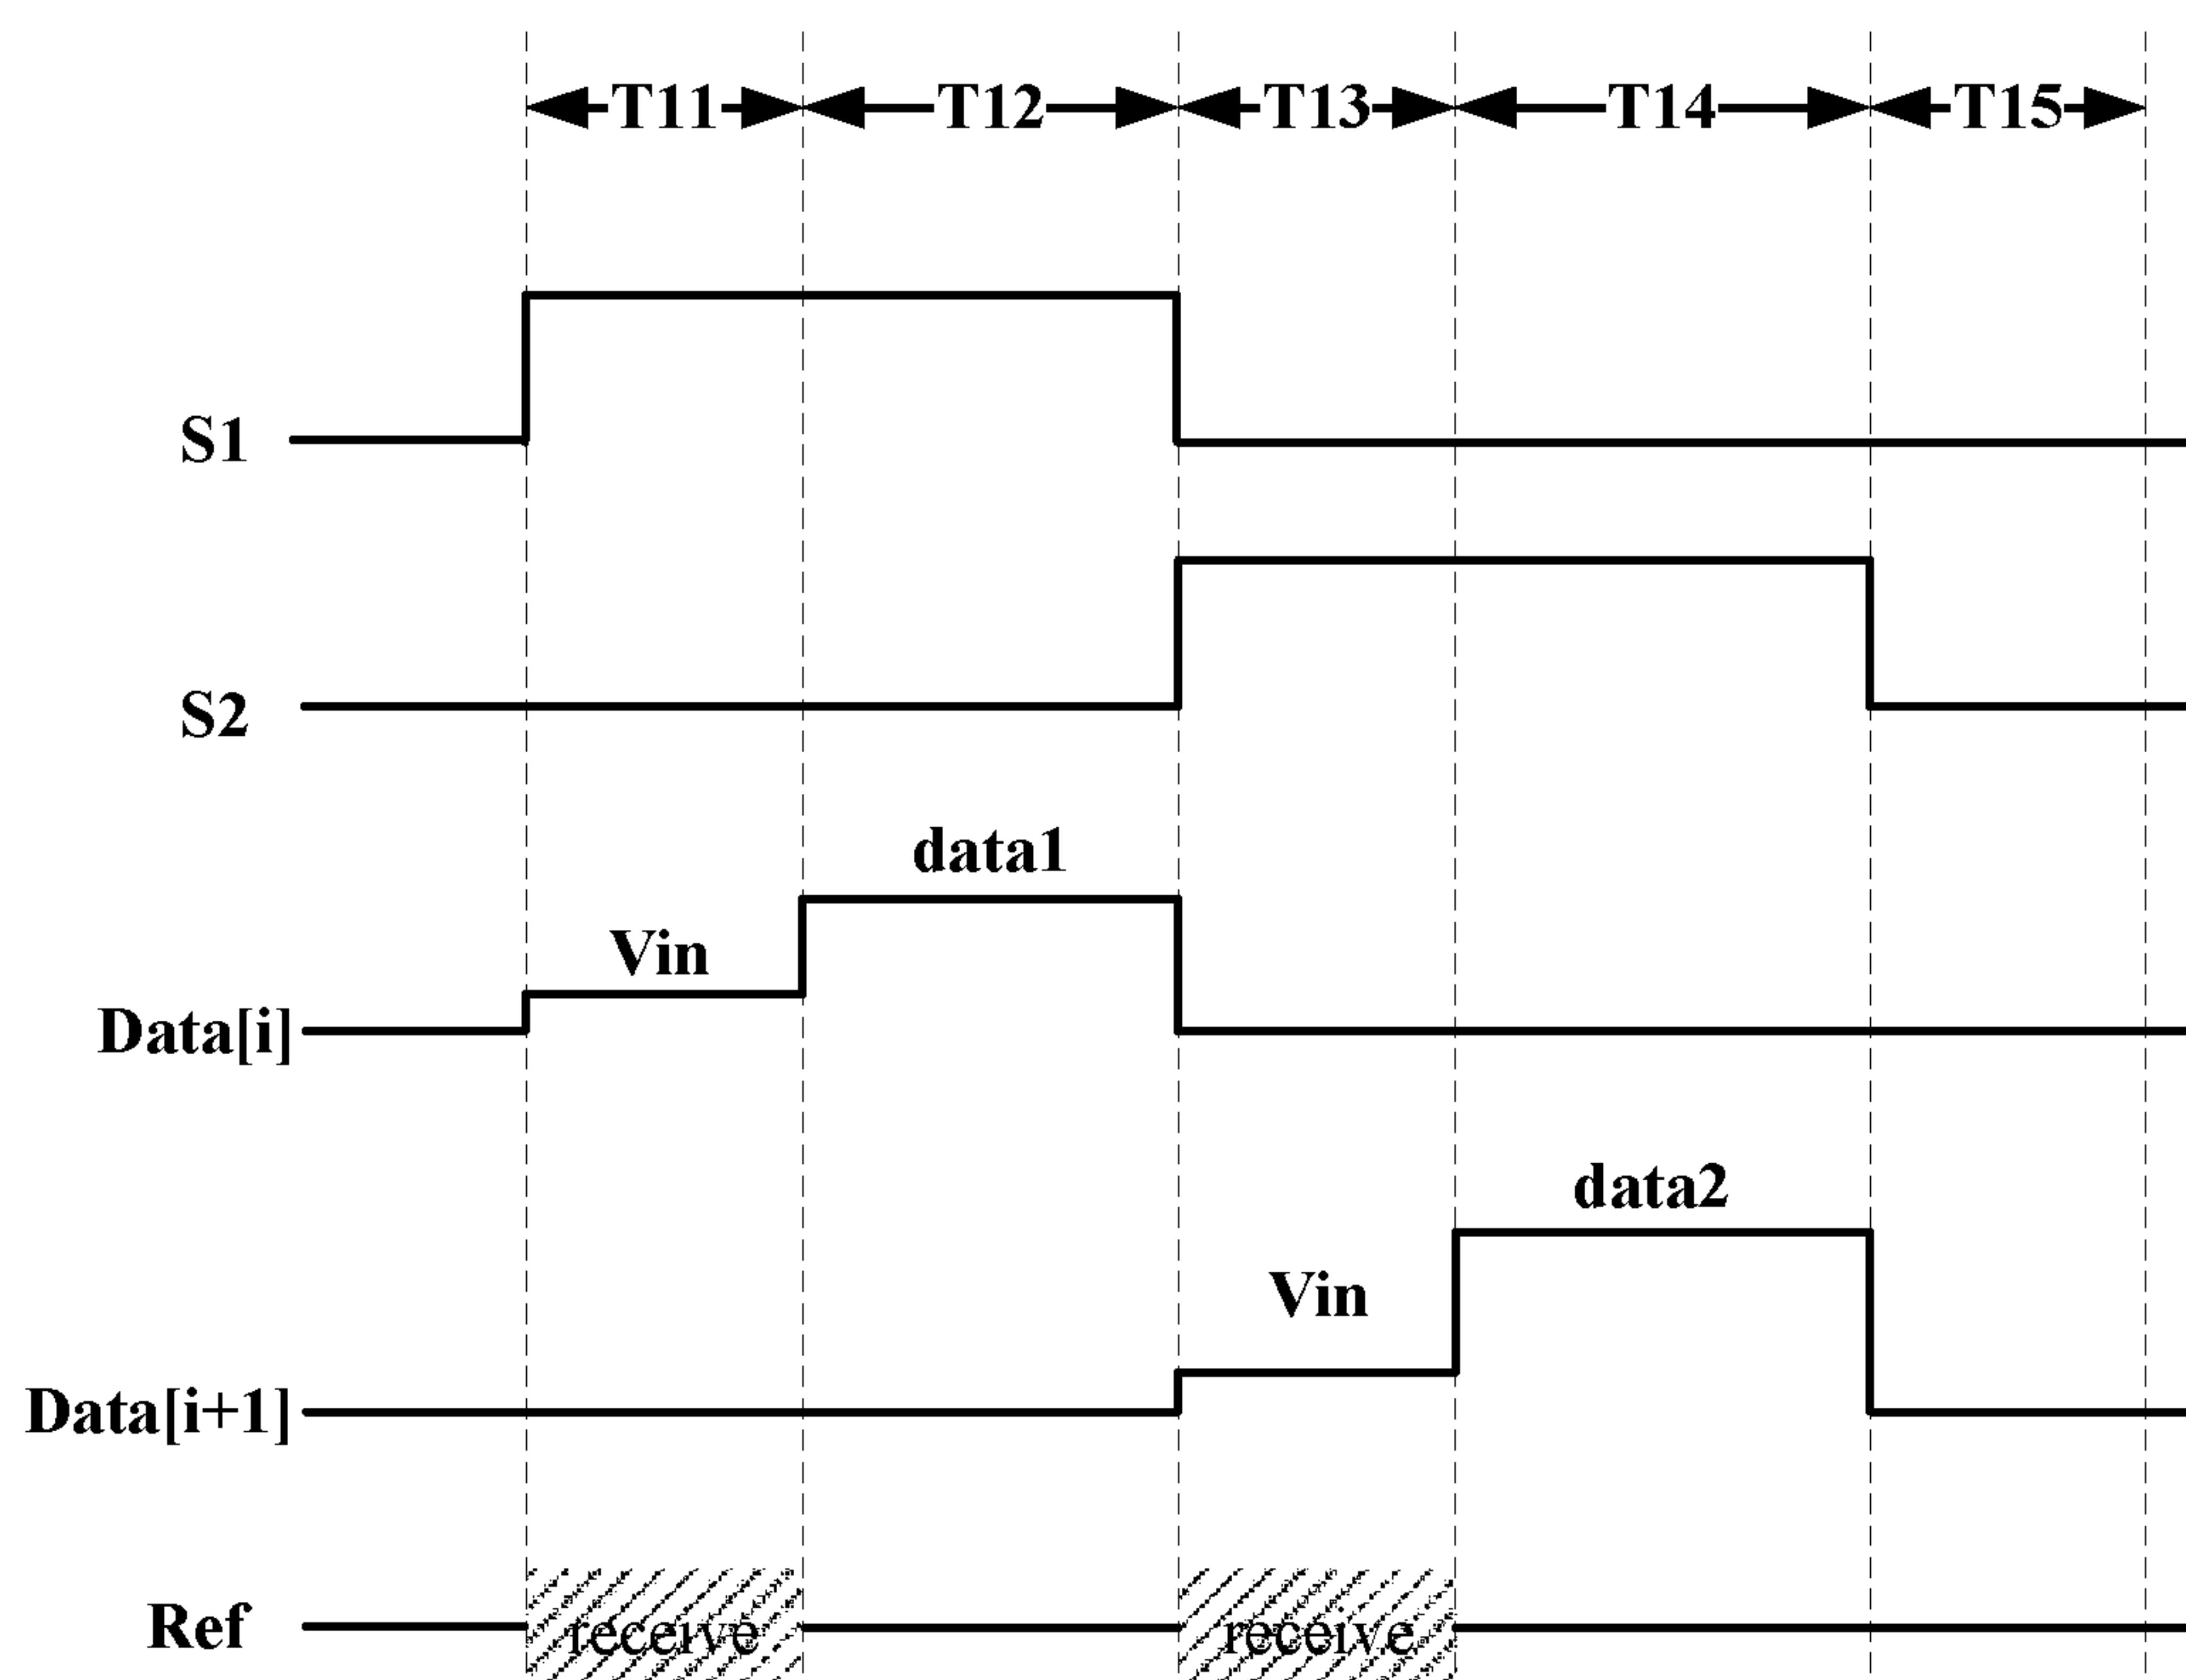 T11 T12 T13 T14 T15
S1
S2
data1
Vin
Data[i]
data2
Vin
Data[i+1]
Ref receive receive